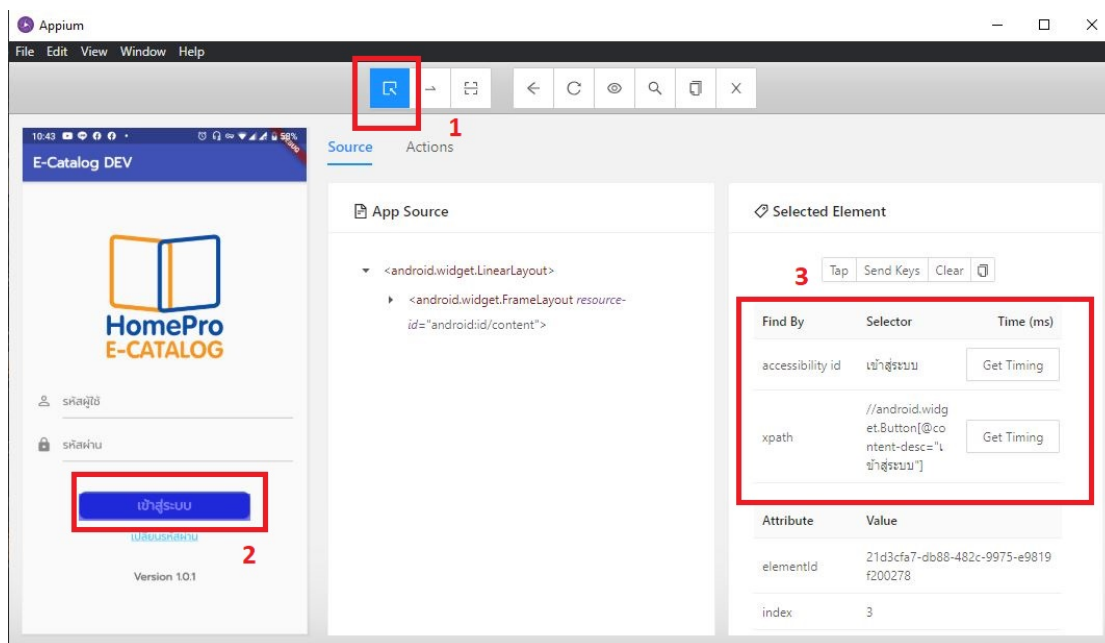 Appium
File Edit View Window Help
1
10:43
58%
E-Catalog DEV
HomePro
E-CATALOG
รหัสผู้ใช้
รหัสผ่าน
เข้าสู่ระบบ
เปลี่ยนรหัสผ่าน
2
Version 1.0.1
Source Actions
App Source
<android.widget.LinearLayout>
<android.widget.FrameLayout resource-
id="android:id/content">
Selected Element
3
Tap Send Keys Clear
Find By Selector Time (ms)
accessibility id เข้าสู่ระบบ Get Timing
//android.widg
et.Button[@co
xpath ntent-desc="เ Get Timing
ข้าสู่ระบบ"]
Attribute Value
elementId 21d3cfa7-db88-482c-9975-e9819
f200278
index 3